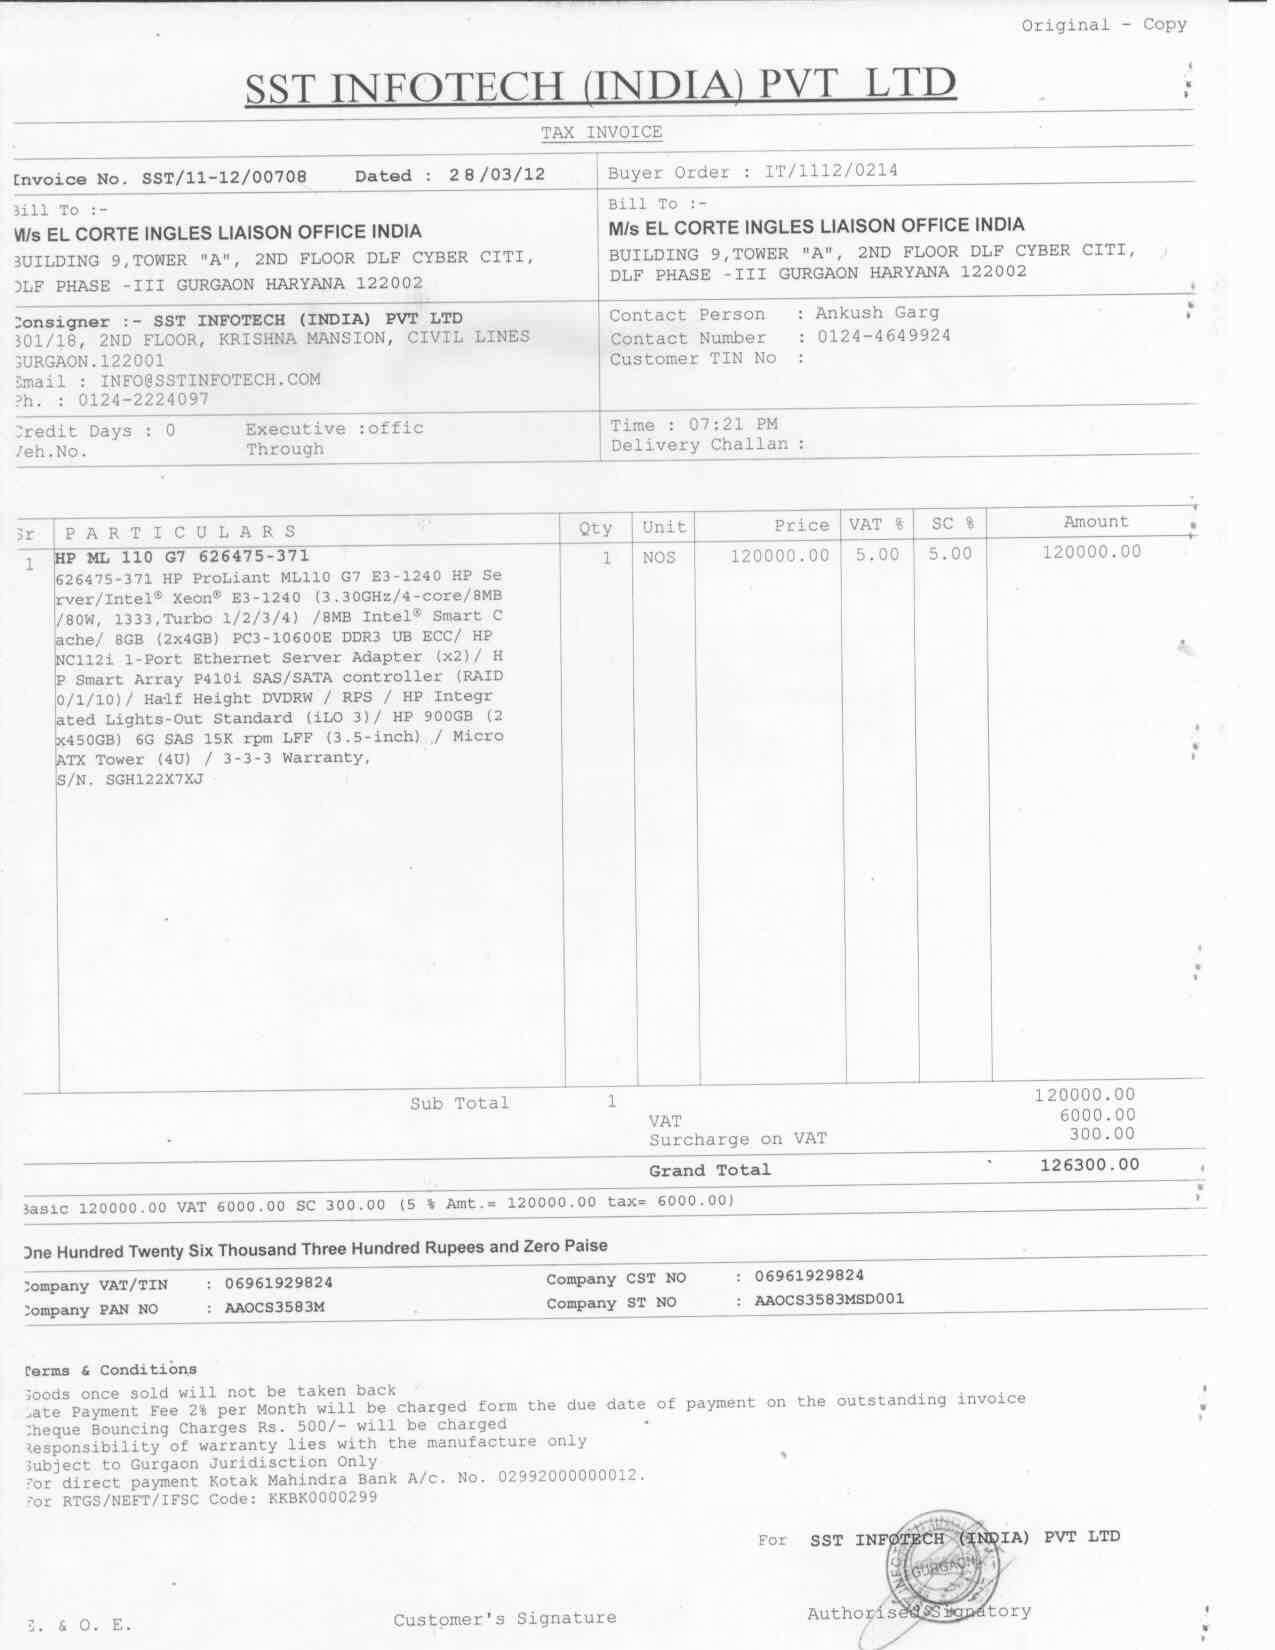 Original - Copy
SST INFOTECH (INDIA) PVT LTD
TAX INVOICE
Invoice No. SST/11-12/00708 Dated : 28/03/12
Buyer Order : IT/1112/0214
Bill To :-
M/s EL CORTE INGLES LIAISON OFFICE INDIA
BUILDING 9,TOWER "A", 2ND FLOOR DLF CYBER CITI,
DLF PHASE -III GURGAON HARYANA 122002
Bill To :-
M/s EL CORTE INGLES LIAISON OFFICE INDIA
BUILDING 9,TOWER "A", 2ND FLOOR DLF CYBER CITI,
DLF PHASE -III GURGAON HARYANA 122002
Consigner :- SST INFOTECH (INDIA) PVT LTD
301/18, 2ND FLOOR, KRISHNA MANSION, CIVIL LINES
GURGAON.122001
Email : INFO@SSTINFOTECH.COM
Ph. : 0124-2224097
Contact Person : Ankush Garg
Contact Number : 0124-4649924
Customer TIN No :
Credit Days : 0 Executive :offic
Veh.No. Through
Time : 07:21 PM
Delivery Challan :
Sr PARTICULARS Qty Unit Price VAT % SC % Amount
1 HP ML 110 G7 626475-371 1 NOS 120000.00 5.00 5.00 120000.00
626475-371 HP ProLiant ML110 G7 E3-1240 HP Se
rver/Intel® Xeon® E3-1240 (3.30GHz/4-core/8MB
/80W, 1333,Turbo 1/2/3/4) /8MB Intel® Smart C
ache/ 8GB (2x4GB) PC3-10600E DDR3 UB ECC/ HP
NC112i 1-Port Ethernet Server Adapter (x2)/ H
P Smart Array P410i SAS/SATA controller (RAID
0/1/10)/ Half Height DVDRW / RPS / HP Integr
ated Lights-Out Standard (iLO 3)/ HP 900GB (2
x450GB) 6G SAS 15K rpm LFF (3.5-inch) / Micro
ATX Tower (4U) / 3-3-3 Warranty,
S/N. SGH122X7XJ
Sub Total 1 120000.00
VAT 6000.00
Surcharge on VAT 300.00
Grand Total 126300.00
Basic 120000.00 VAT 6000.00 SC 300.00 (5 % Amt.= 120000.00 tax= 6000.00)
One Hundred Twenty Six Thousand Three Hundred Rupees and Zero Paise
Company VAT/TIN : 06961929824 Company CST NO : 06961929824
Company PAN NO : AAOCS3583M Company ST NO : AAOCS3583MSD001
Terms & Conditions
Goods once sold will not be taken back
Late Payment Fee 2% per Month will be charged form the due date of payment on the outstanding invoice
Cheque Bouncing Charges Rs. 500/- will be charged
Responsibility of warranty lies with the manufacture only
Subject to Gurgaon Juridisction Only
For direct payment Kotak Mahindra Bank A/c. No. 02992000000012.
For RTGS/NEFT/IFSC Code: KKBK0000299
For SST INFOTECH (INDIA) PVT LTD
GURGAON
E. & O. E. Customer's Signature Authorised Signatory